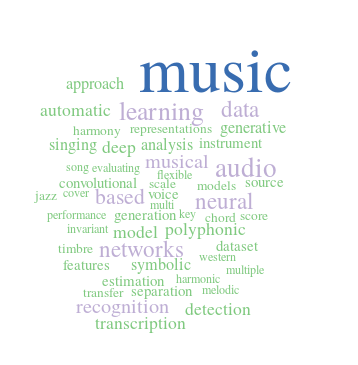 music
approach
automatic learning data
harmony representations generative
singing deep analysis instrument
song evaluating musical audio
flexible
convolutional scale models source
jazz cover based voice neural
multi
performance generation key chord score
invariant model polyphonic
timbre networks western dataset
features symbolic multiple
estimation harmonic
transfer separation melodic
recognition detection
transcription